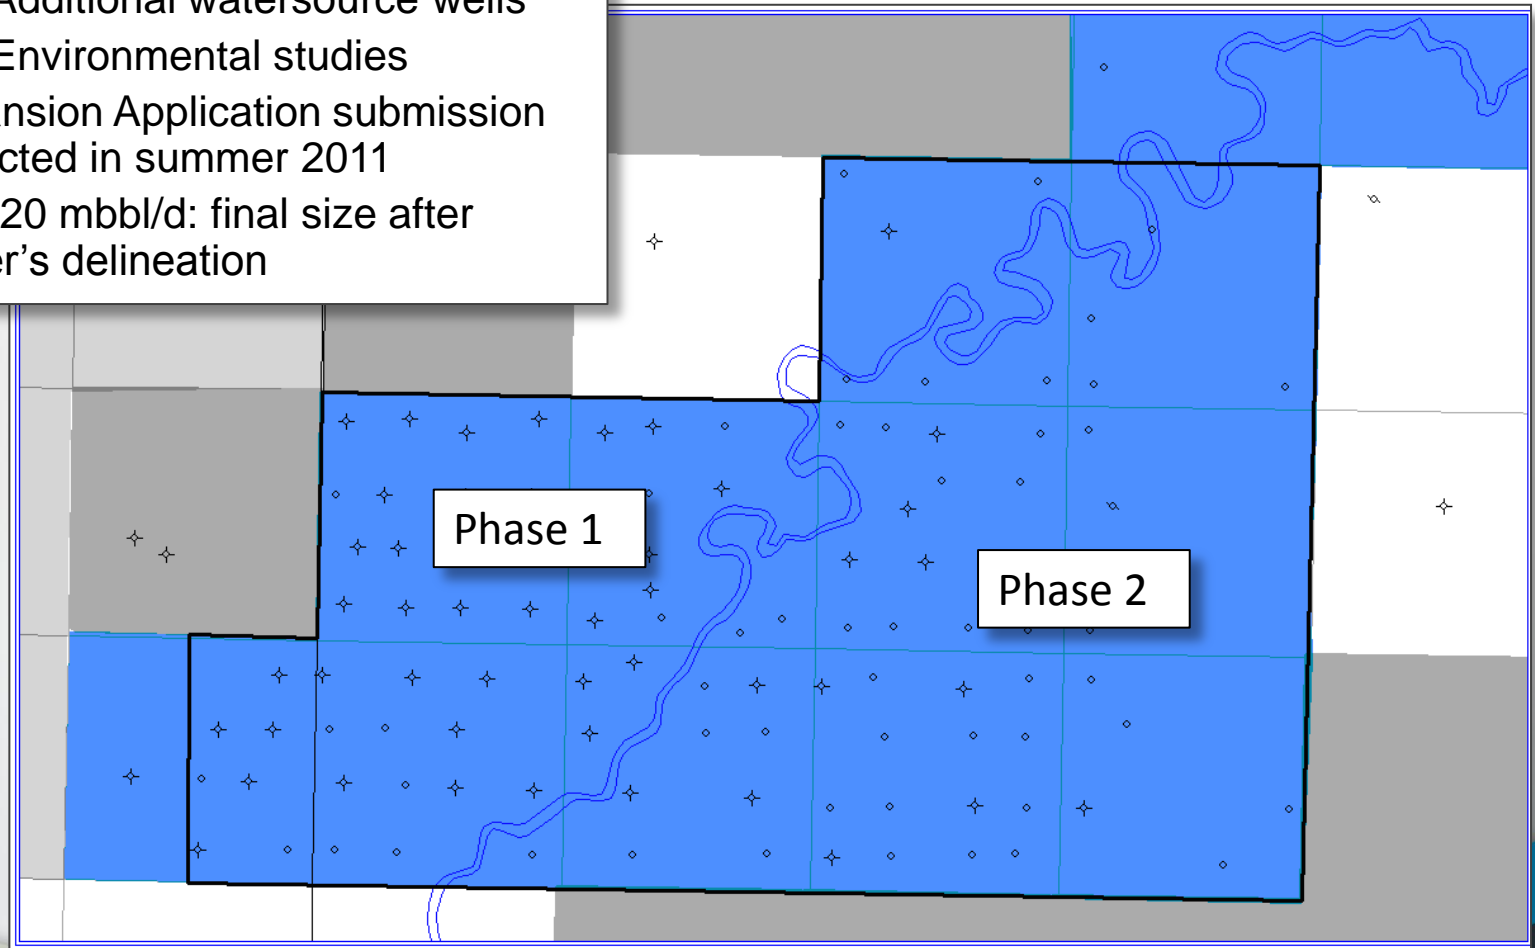 Additional watersource wells
Environmental studies
ansion Application submission
cted in summer 2011
20 mbbl/d: final size after
er’s delineation
Phase 1
Phase 2